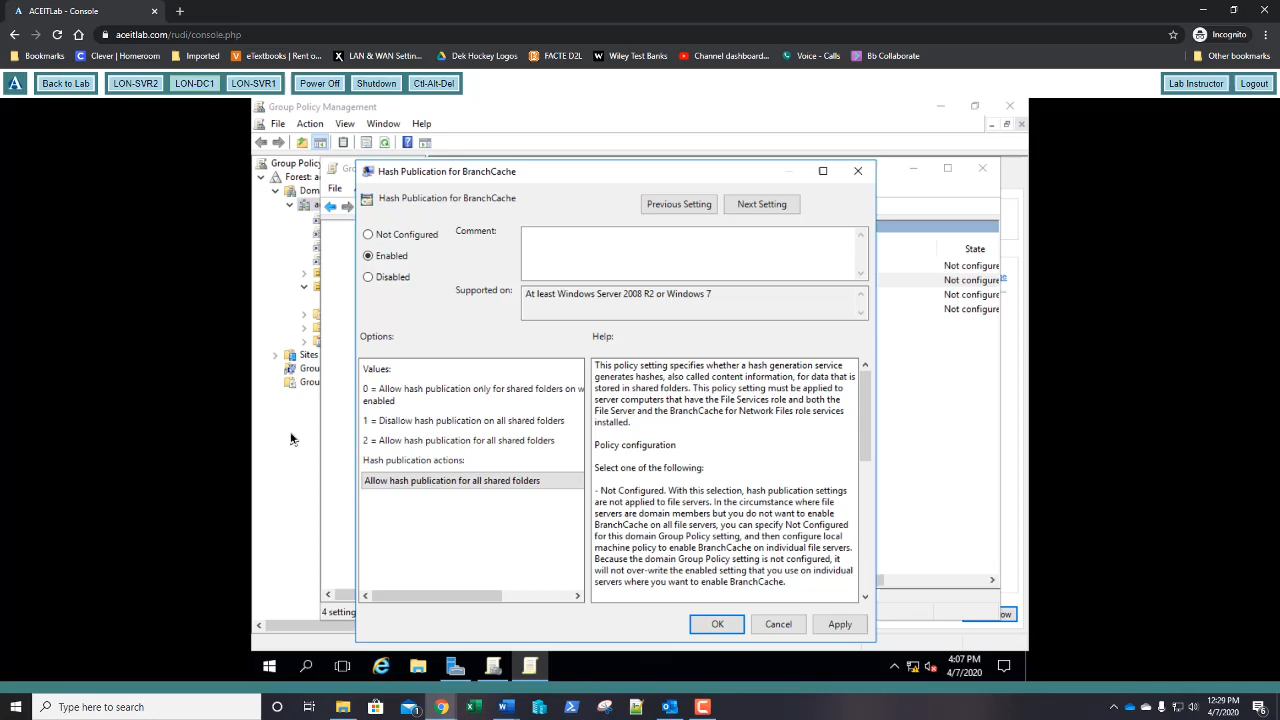 ACEITLab - Console
aceitlab.com/rudi/console.php
Incognito
Bookmarks
Clever | Homeroom
Imported
eTextbooks | Rent o...
LAN & WAN Setting...
Dek Hockey Logos
FACTE D2L
Wiley Test Banks
Channel dashboard...
Voice - Calls
Bb Collaborate
Other bookmarks
A
Back to Lab
LON-SVR2
LON-DC1
LON-SVR1
Power Off
Shutdown
Ctl-Alt-Del
Lab Instructor
Logout
Group Policy Management
File
Action
View
Window
Help
Group Policy
Forest: a
Dom
Sites
Grou
Grou
File
4 setting
Hash Publication for BranchCache
Hash Publication for BranchCache
Previous Setting
Next Setting
Not Configured
Enabled
Disabled
Comment:
Supported on:
At least Windows Server 2008 R2 or Windows 7
Options:
Help:
Values:
0 = Allow hash publication only for shared folders on w
enabled
1 = Disallow hash publication on all shared folders
2 = Allow hash publication for all shared folders
Hash publication actions:
Allow hash publication for all shared folders
This policy setting specifies whether a hash generation service
generates hashes, also called content information, for data that is
stored in shared folders. This policy setting must be applied to
server computers that have the File Services role and both the
File Server and the BranchCache for Network Files role services
installed.
Policy configuration
Select one of the following:
- Not Configured. With this selection, hash publication settings
are not applied to file servers. In the circumstance where file
servers are domain members but you do not want to enable
BranchCache on all file servers, you can specify Not Configured
for this domain Group Policy setting, and then configure local
machine policy to enable BranchCache on individual file servers.
Because the domain Group Policy setting is not configured, it
will not over-write the enabled setting that you use on individual
servers where you want to enable BranchCache.
OK
Cancel
Apply
State
Not configure
Not configure
Not configure
Not configure
ow
4:07 PM
4/7/2020
Type here to search
12:29 PM
4/7/2020